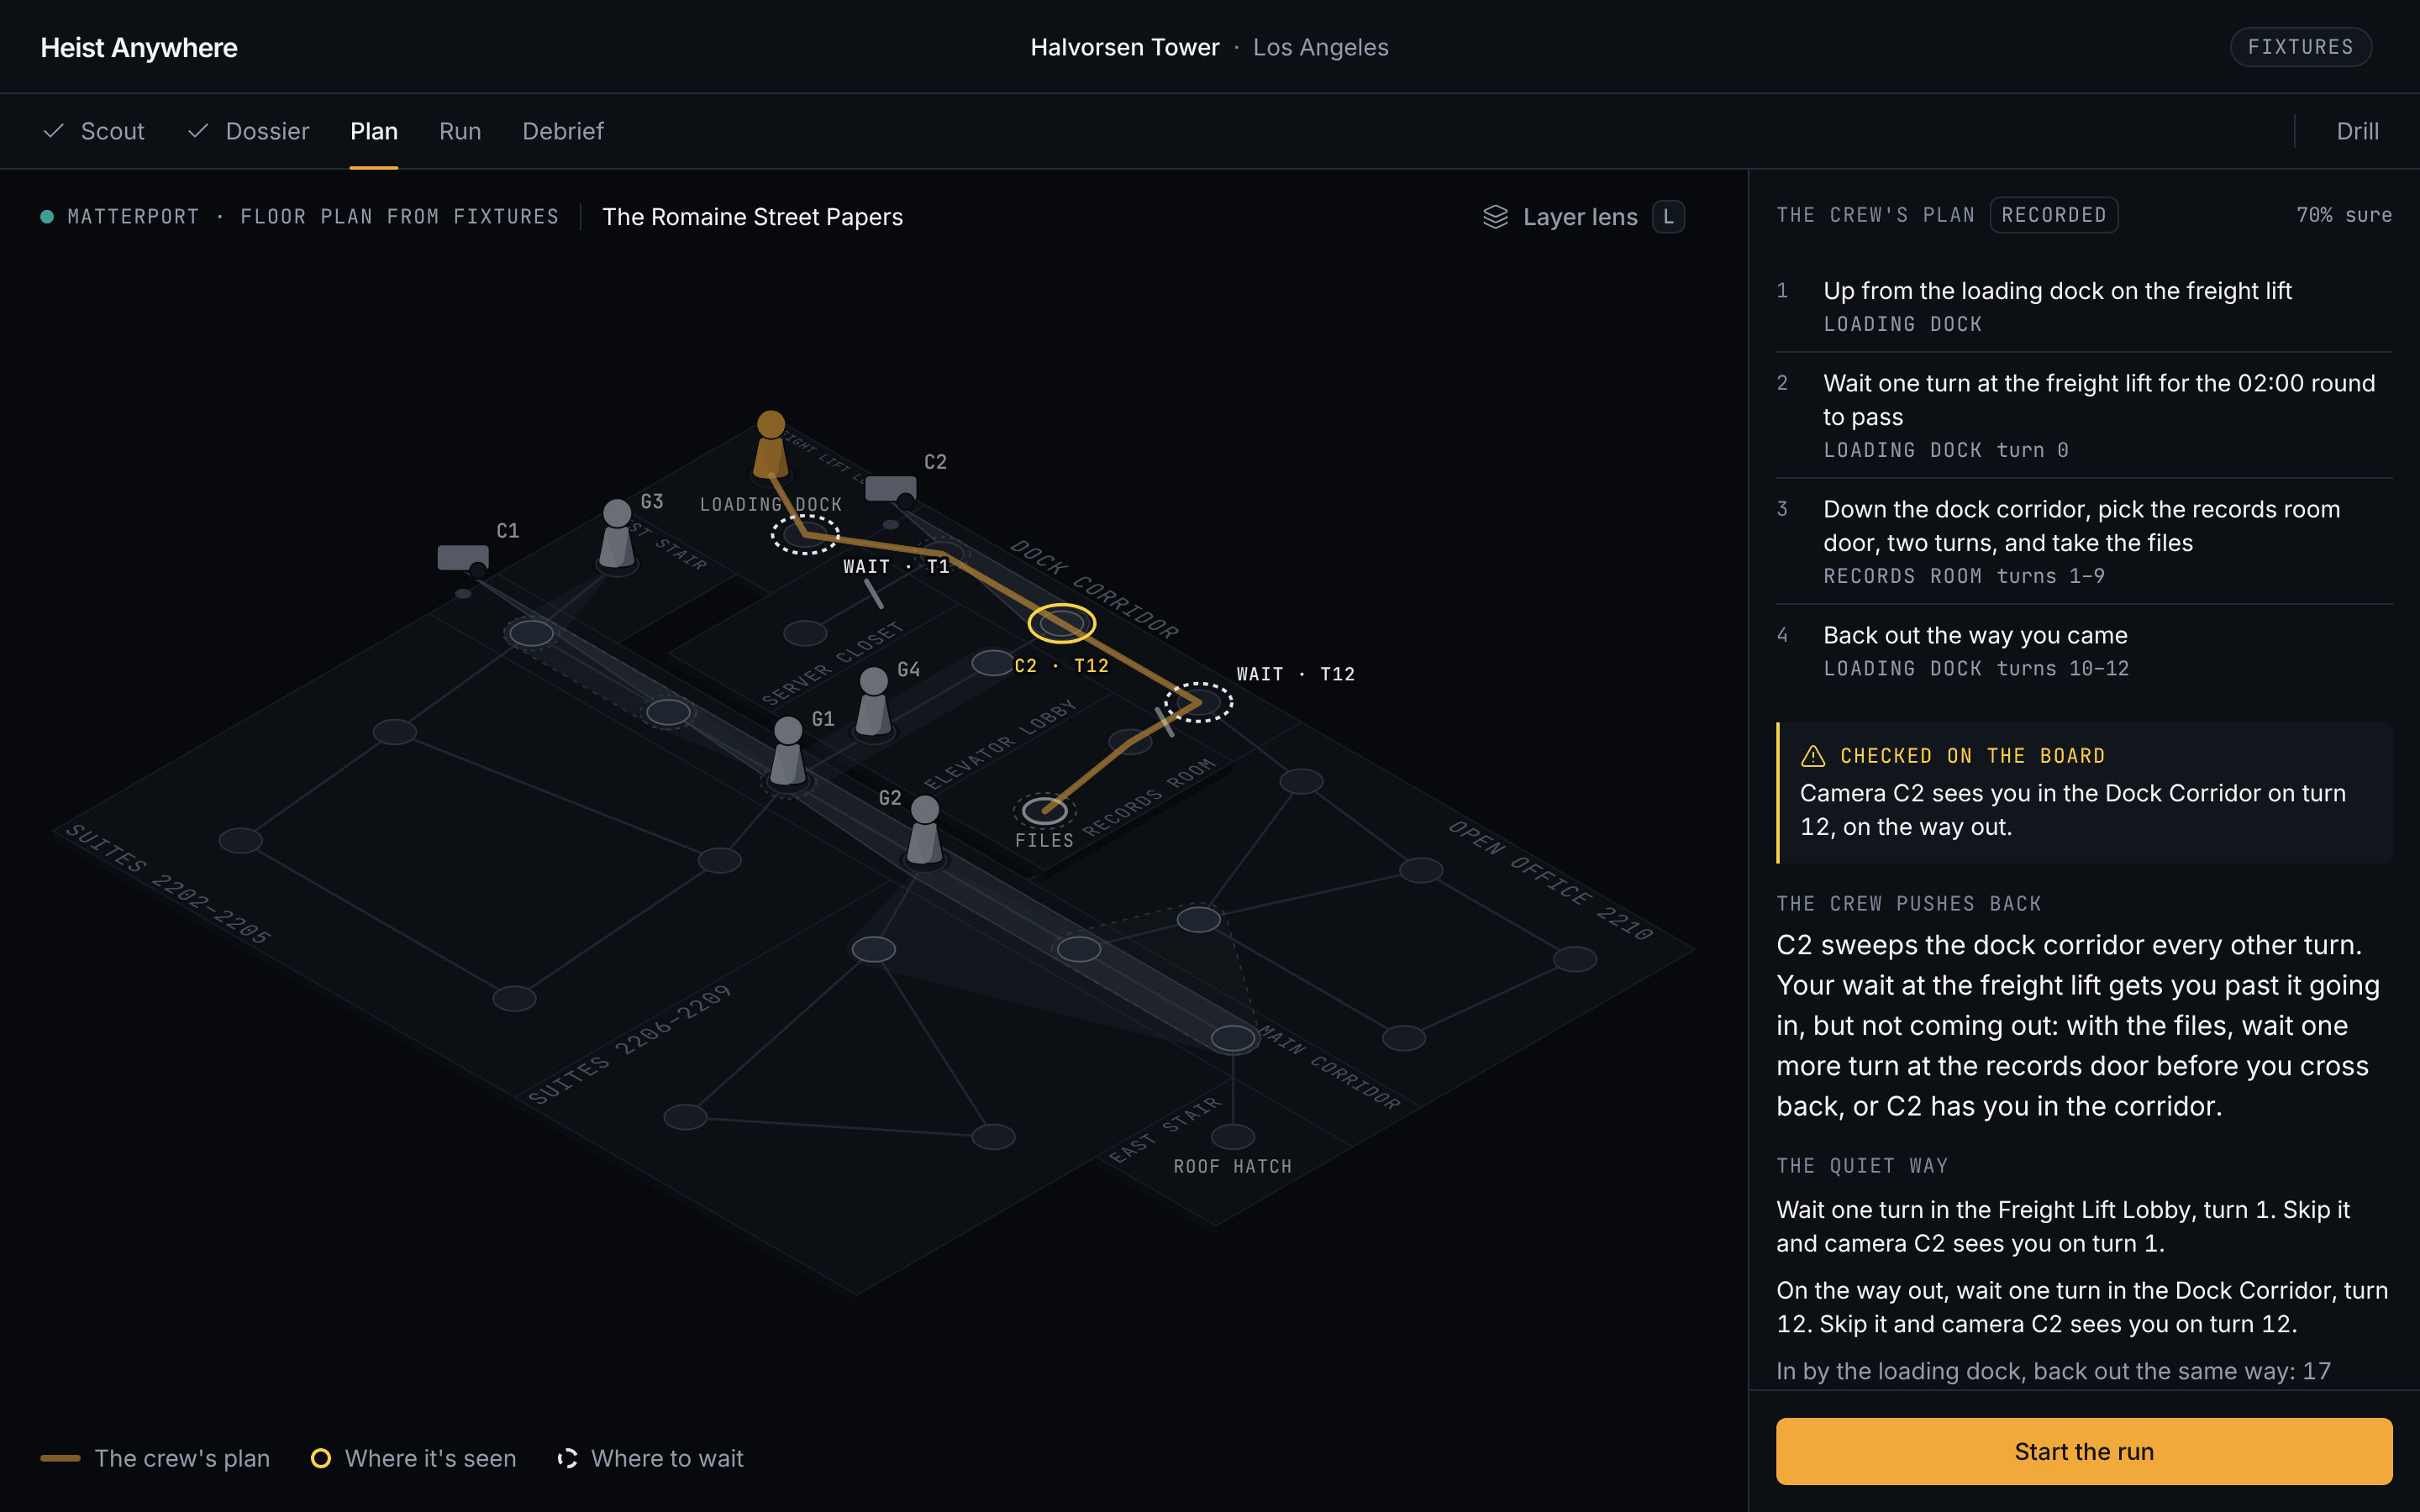 Heist Anywhere
Halvorsen Tower · Los Angeles
FIXTURES
Scout
Dossier
Plan
Run
Debrief
Drill
MATTERPORT · FLOOR PLAN FROM FIXTURES
The Romaine Street Papers
Layer lens L
C2
G3
LOADING DOCK
C1
DOCK CORRIDOR
WAIT · T1
SERVER CLOSET
G4
C2 · T12
WAIT · T12
G1
ELEVATOR LOBBY
G2
RECORDS ROOM
FILES
SUITES 2202–2205
OPEN OFFICE 2210
SUITES 2206–2209
MAIN CORRIDOR
EAST STAIR
ROOF HATCH
The crew's plan
Where it's seen
Where to wait
THE CREW'S PLAN RECORDED
70% sure
1 Up from the loading dock on the freight lift
LOADING DOCK
2 Wait one turn at the freight lift for the 02:00 round
to pass
LOADING DOCK turn 0
3 Down the dock corridor, pick the records room
door, two turns, and take the files
RECORDS ROOM turns 1–9
4 Back out the way you came
LOADING DOCK turns 10–12
CHECKED ON THE BOARD
Camera C2 sees you in the Dock Corridor on turn
12, on the way out.
THE CREW PUSHES BACK
C2 sweeps the dock corridor every other turn.
Your wait at the freight lift gets you past it going
in, but not coming out: with the files, wait one
more turn at the records door before you cross
back, or C2 has you in the corridor.
THE QUIET WAY
Wait one turn in the Freight Lift Lobby, turn 1. Skip it
and camera C2 sees you on turn 1.
On the way out, wait one turn in the Dock Corridor, turn
12. Skip it and camera C2 sees you on turn 12.
In by the loading dock, back out the same way: 17
Start the run